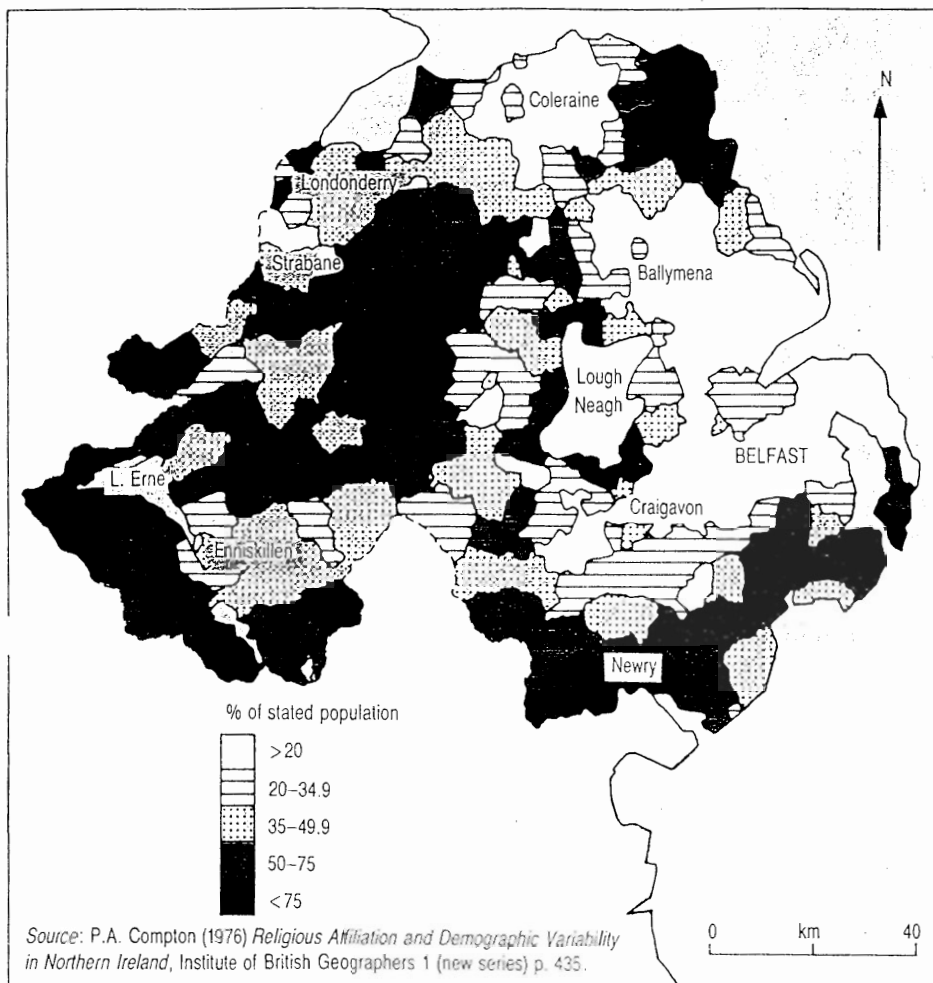 N
Coleraine
Londonderry
Strabane
Ballymena
Lough
Neagh
BELFAST
L. Erne
Craigavon
Enniskillen
Newry
% of stated population
>20
20–34.9
35–49.9
50–75
<75
Source: P.A. Compton (1976) Religious Affiliation and Demographic Variability
in Northern Ireland, Institute of British Geographers 1 (new series) p. 435.
0 km 40